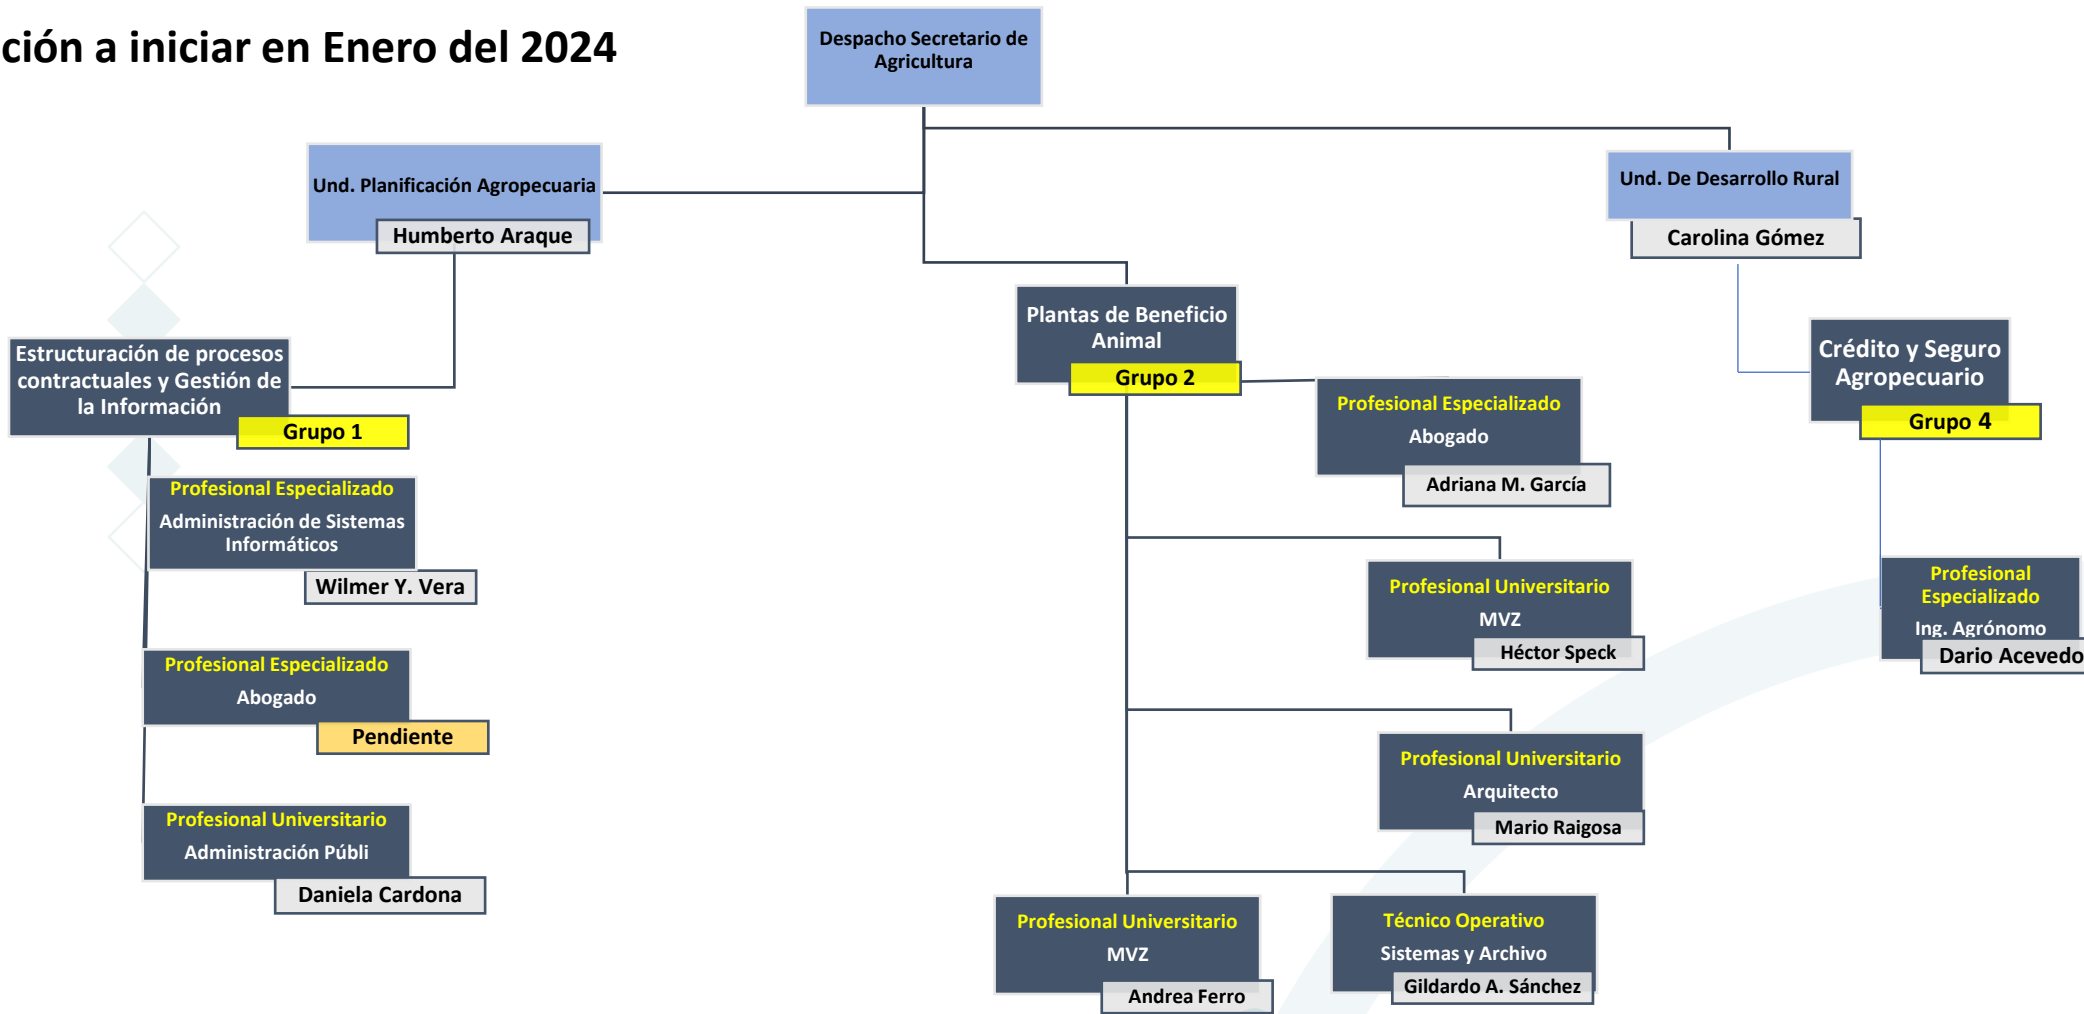 ción a iniciar en Enero del 2024
Despacho Secretario de
Agricultura
Und. Planificación Agropecuaria
Humberto Araque
Und. De Desarrollo Rural
Carolina Gómez
Estructuración de procesos
contractuales y Gestión de
la Información
Grupo 1
Profesional Especializado
Administración de Sistemas
Informáticos
Wilmer Y. Vera
Profesional Especializado
Abogado
Pendiente
Profesional Universitario
Administración Públi
Daniela Cardona
Plantas de Beneficio
Animal
Grupo 2
Profesional Especializado
Abogado
Adriana M. García
Profesional Universitario
MVZ
Héctor Speck
Profesional Universitario
Arquitecto
Mario Raigosa
Profesional Universitario
MVZ
Andrea Ferro
Técnico Operativo
Sistemas y Archivo
Gildardo A. Sánchez
Crédito y Seguro
Agropecuario
Grupo 4
Profesional
Especializado
Ing. Agrónomo
Dario Acevedo